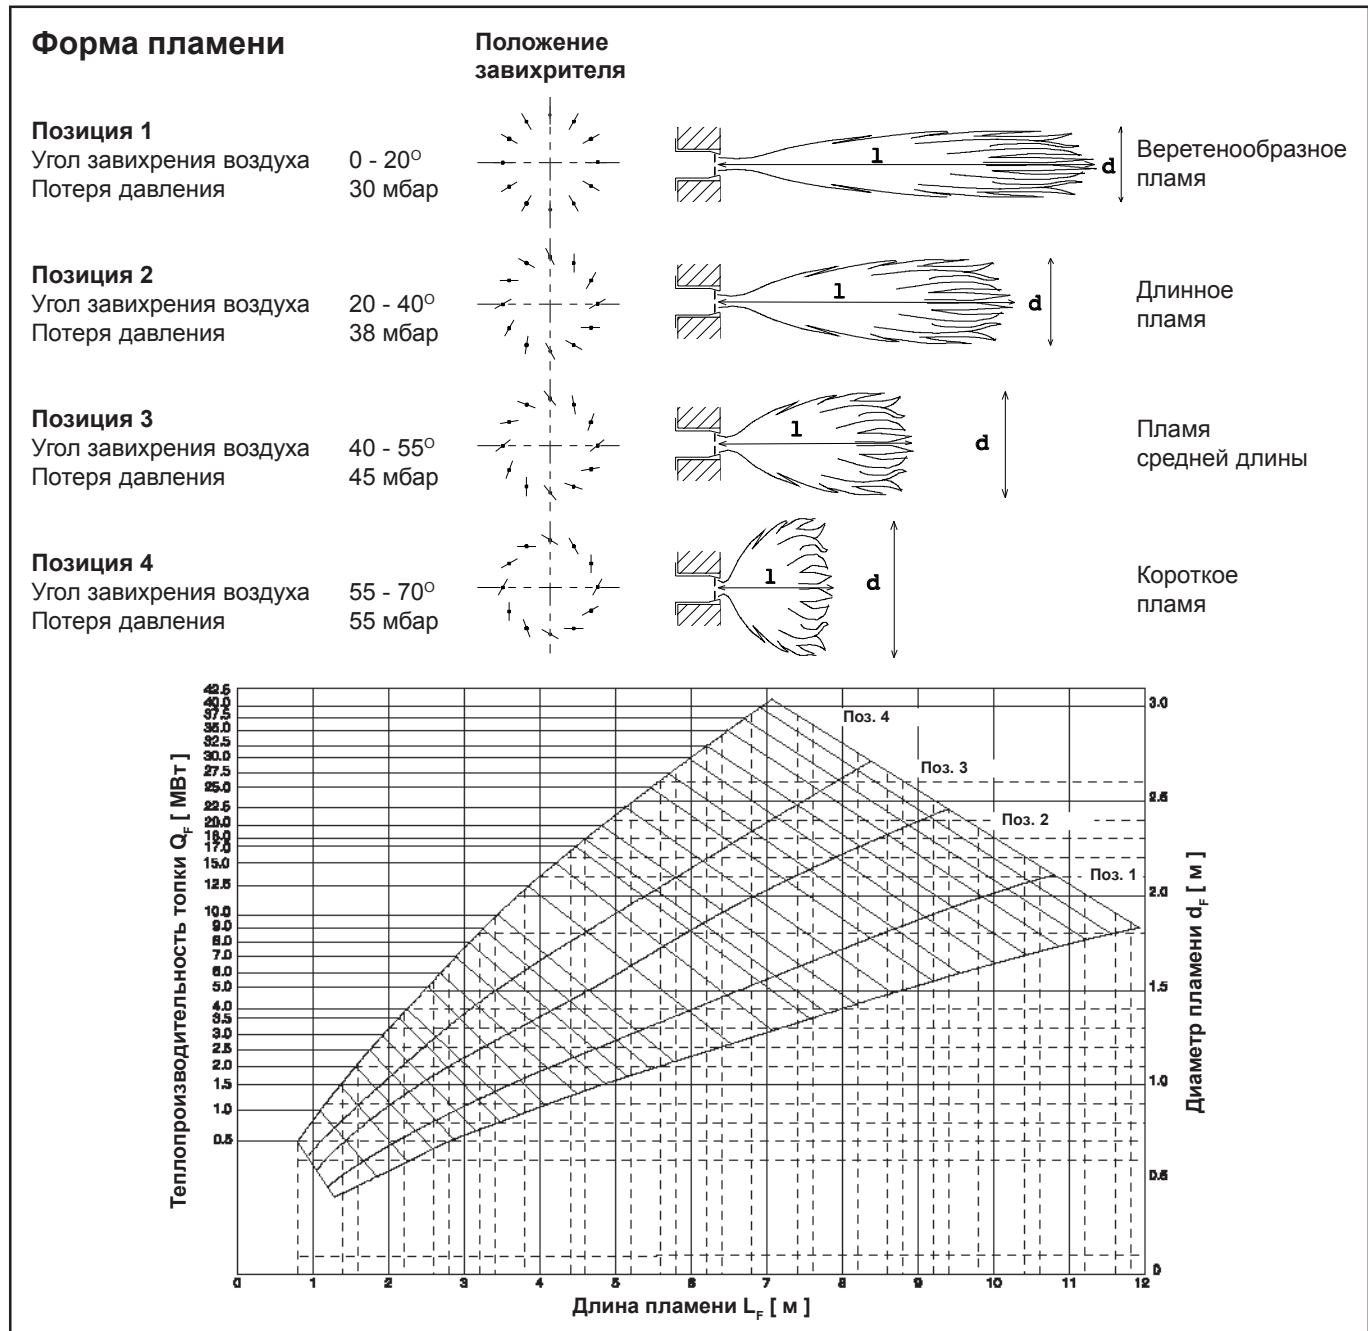 Форма пламени
Положение
завихрителя
Позиция 1
Угол завихрения воздуха 0 - 20°
Потеря давления 30 мбар
l
d
Веретенообразное
пламя
Позиция 2
Угол завихрения воздуха 20 - 40°
Потеря давления 38 мбар
l
d
Длинное
пламя
Позиция 3
Угол завихрения воздуха 40 - 55°
Потеря давления 45 мбар
l
d
Пламя
средней длины
Позиция 4
Угол завихрения воздуха 55 - 70°
Потеря давления 55 мбар
l
d
Короткое
пламя
Теплопроизводительность топки QF [ МВт ]
42.5
40.0
37.5
35.0
32.5
30.0
27.5
25.0
22.5
20.0
18.0
17.0
15.0
12.5
10.0
9.0
8.0
7.0
6.0
5.0
4.0
3.5
3.0
2.5
2.0
1.5
1.0
0.5
Поз. 4
Поз. 3
Поз. 2
Поз. 1
3.0
2.5
2.0
1.5
1.0
0.5
0
Диаметр пламени dF [ м ]
0 1 2 3 4 5 6 7 8 9 10 11 12
Длина пламени LF [ м ]